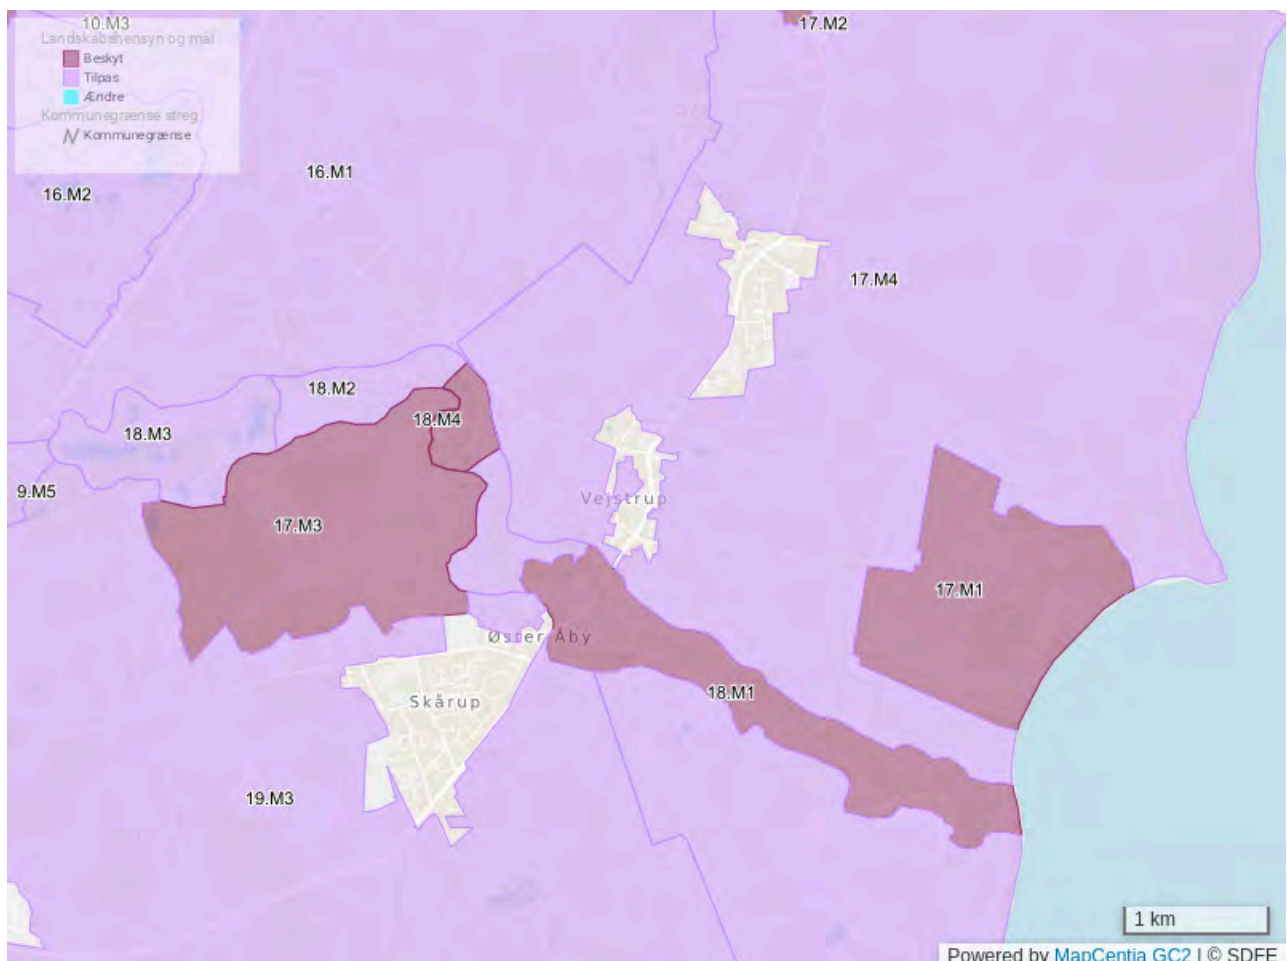 10.M3
17.M2
Landskabshensyn og mål
Beskyt
Tilpas
Ændre
Kommunegrænse streg
Kommunegrænse
16.M1
16.M2
17.M4
18.M2
18.M4
18.M3
9.M5
Vejstrup
17.M3
17.M1
Øster Åby
18.M1
Skårup
19.M3
1 km
Powered by MapCentia GC2 | © SDFE